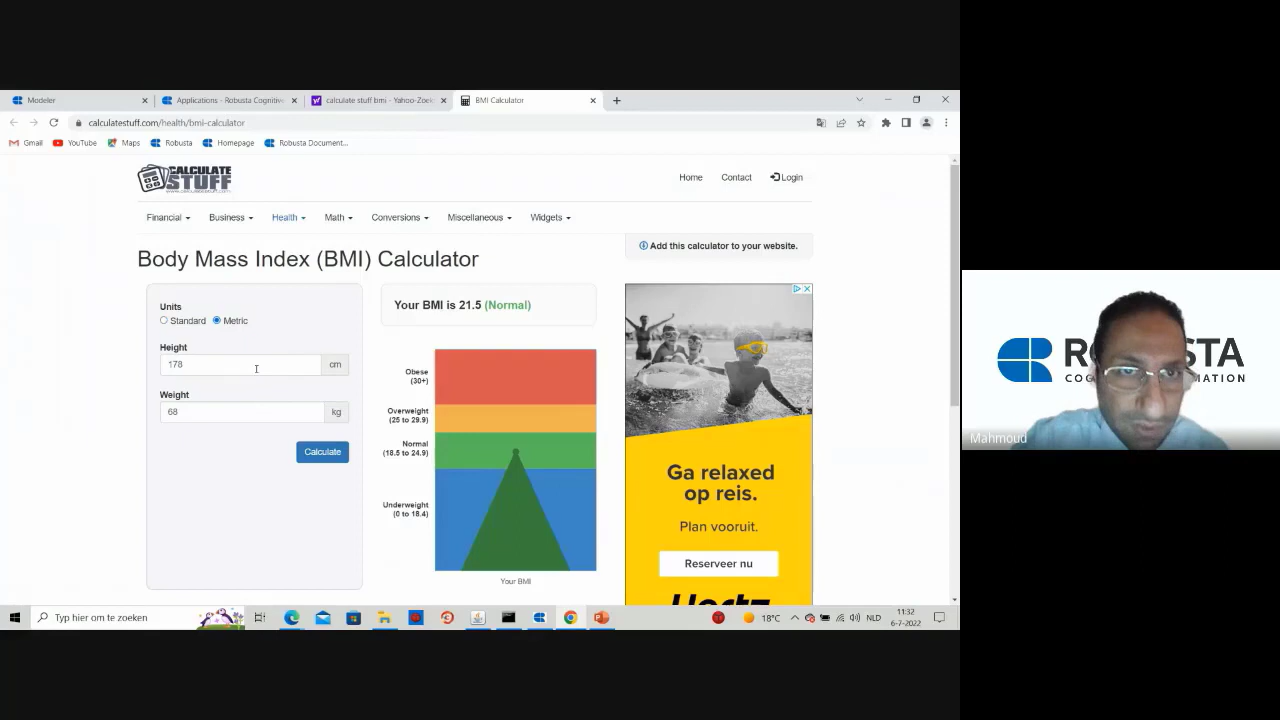 Modeler
Applications - Robusta Cognitive
calculate stuff bmi - Yahoo-Zoek
BMI Calculator
calculatestuff.com/health/bmi-calculator
Gmail
YouTube
Maps
Robusta
Homepage
Robusta Document...
CALCULATE
STUFF
www.calculatestuff.com
Home
Contact
Login
Financial
Business
Health
Math
Conversions
Miscellaneous
Widgets
Add this calculator to your website.
Body Mass Index (BMI) Calculator
Units
Standard
Metric
Height
178
cm
Weight
68
kg
Calculate
Your BMI is 21.5 (Normal)
Obese
(30+)
Overweight
(25 to 29.9)
Normal
(18.5 to 24.9)
Underweight
(0 to 18.4)
Your BMI
Ga relaxed
op reis.
Plan vooruit.
Reserveer nu
Hertz
Typ hier om te zoeken
18°C
NLD
11:32
6-7-2022
Mahmoud